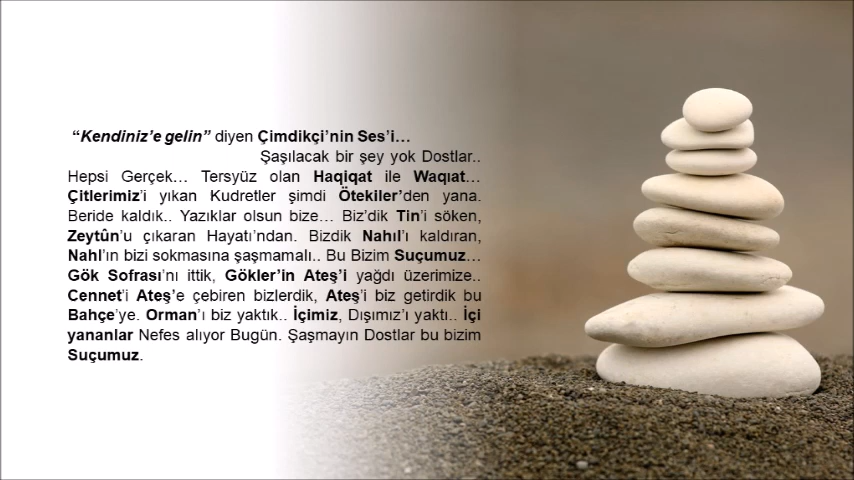 “Kendiniz’e gelin” diyen Çimdikçi’nin Ses’i…
Şaşılacak bir şey yok Dostlar..
Hepsi Gerçek… Tersyüz olan Haqiqat ile Waqıat…
Çitlerimiz’i yıkan Kudretler şimdi Ötekiler’den yana.
Beride kaldık.. Yazıklar olsun bize… Biz’dik Tin’i söken,
Zeytûn’u çıkaran Hayatı’ndan. Bizdik Nahıl’ı kaldıran,
Nahl’ın bizi sokmasına şaşmamalı.. Bu Bizim Suçumuz…
Gök Sofrası’nı ittik, Gökler’in Ateş’i yağdı üzerimize..
Cennet’i Ateş’e çebiren bizlerdik, Ateş’i biz getirdik bu
Bahçe’ye. Orman’ı biz yaktık.. İçimiz, Dışımız’ı yaktı.. İçi
yananlar Nefes alıyor Bugün. Şaşmayın Dostlar bu bizim
Suçumuz.